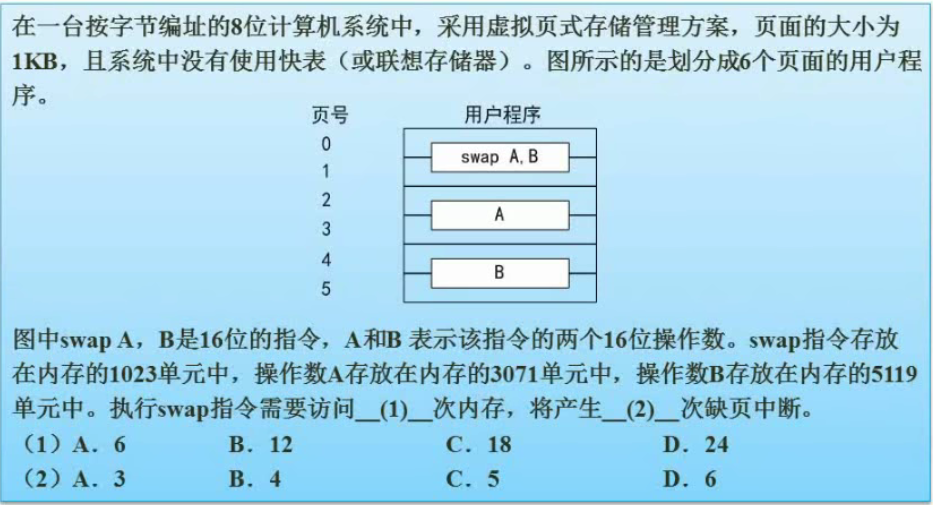 在一台按字节编址的8位计算机系统中，采用虚拟页式存储管理方案，页面的大小为
1KB，且系统中没有使用快表（或联想存储器）。图所示的是划分成6个页面的用户程
序。
页号 用户程序
0
swap A,B
1
2
A
3
4
B
5
图中swap A，B是16位的指令，A和B 表示该指令的两个16位操作数。swap指令存放
在内存的1023单元中，操作数A存放在内存的3071单元中，操作数B存放在内存的5119
单元中。执行swap指令需要访问__(1)__次内存，将产生__(2)__次缺页中断。
（1）A．6 B．12 C．18 D．24
（2）A．3 B．4 C．5 D．6